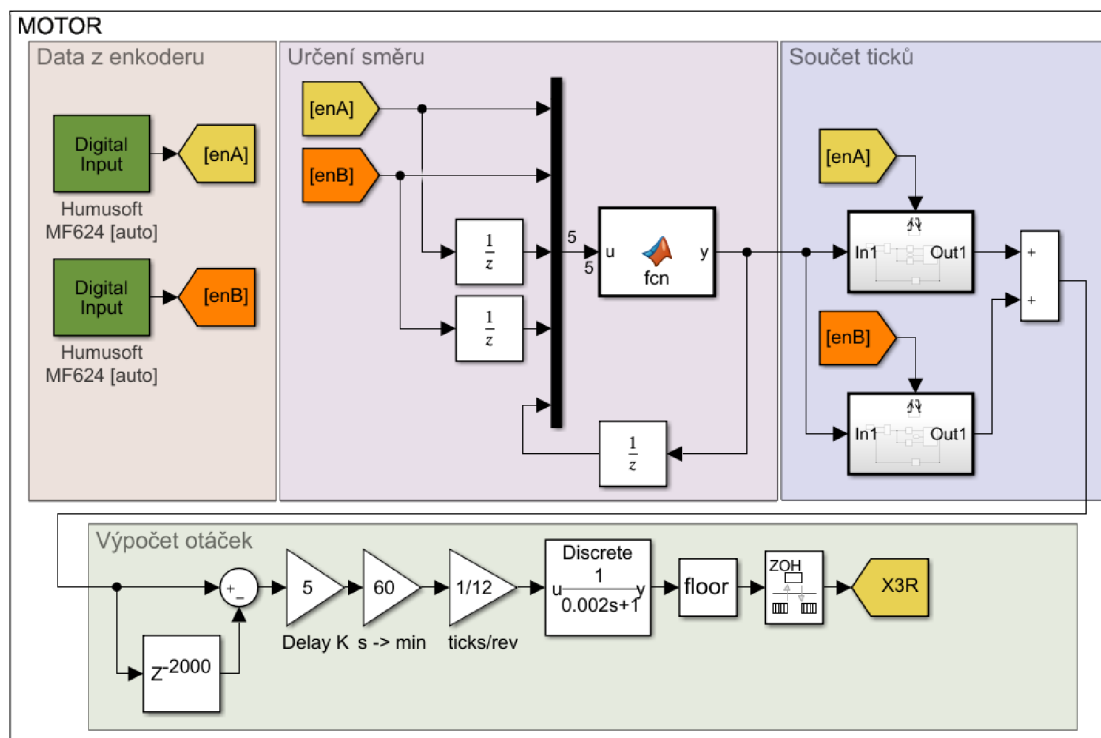 MOTOR
Data z enkoderu
Digital
Input
[enA]
Humusoft
MF624 [auto]
Digital
Input
[enB]
Humusoft
MF624 [auto]
Určení směru
[enA]
[enB]
1
z
1
z
5
5
u
fcn
y
1
z
Součet ticků
[enA]
In1
Out1
+
+
[enB]
In1
Out1
Výpočet otáček
+
−
Z-2000
5
Delay K
60
s -> min
1/12
ticks/rev
Discrete
u
1
0.002s+1
y
floor
ZOH
X3R